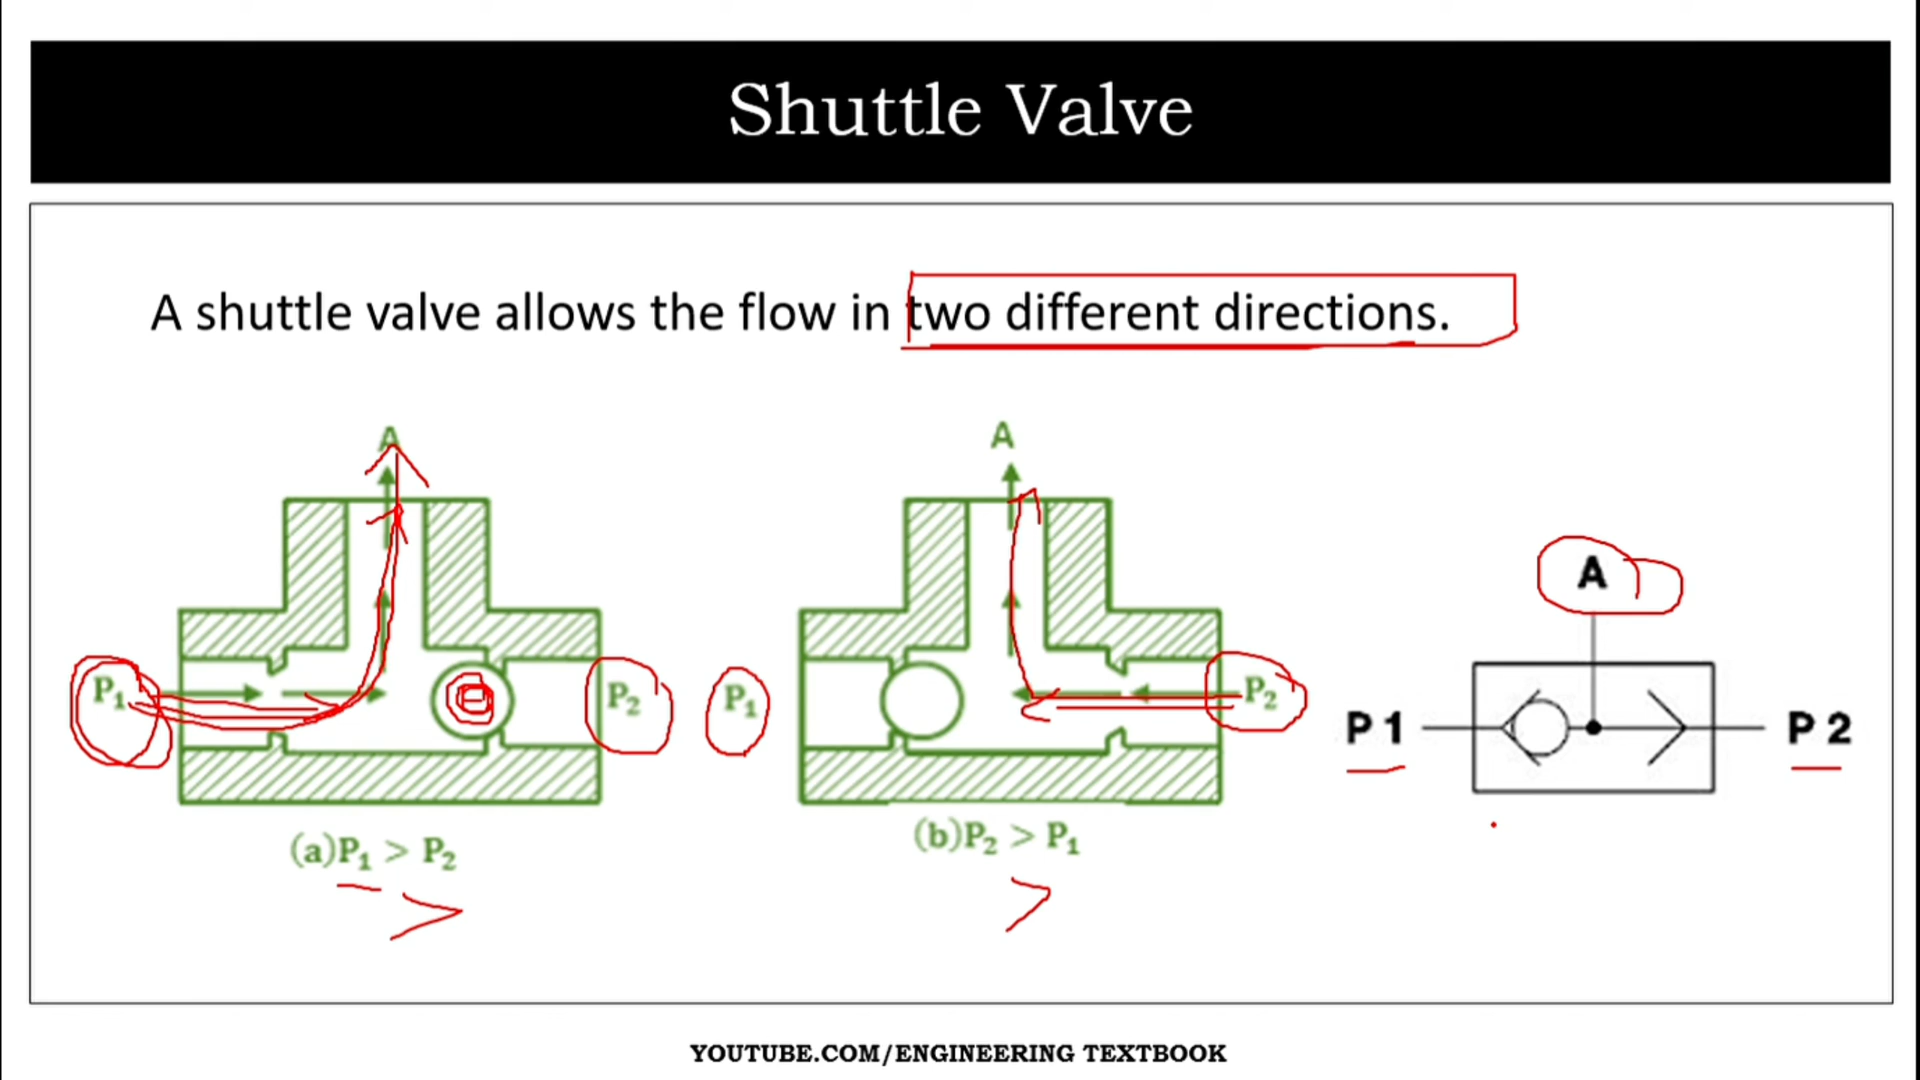 Shuttle Valve
A shuttle valve allows the flow in two different directions.
A
P₁
P₂
(a)P₁ > P₂
>
A
P₁
P₂
(b)P₂ > P₁
>
A
P 1
P 2
YOUTUBE.COM/ENGINEERING TEXTBOOK